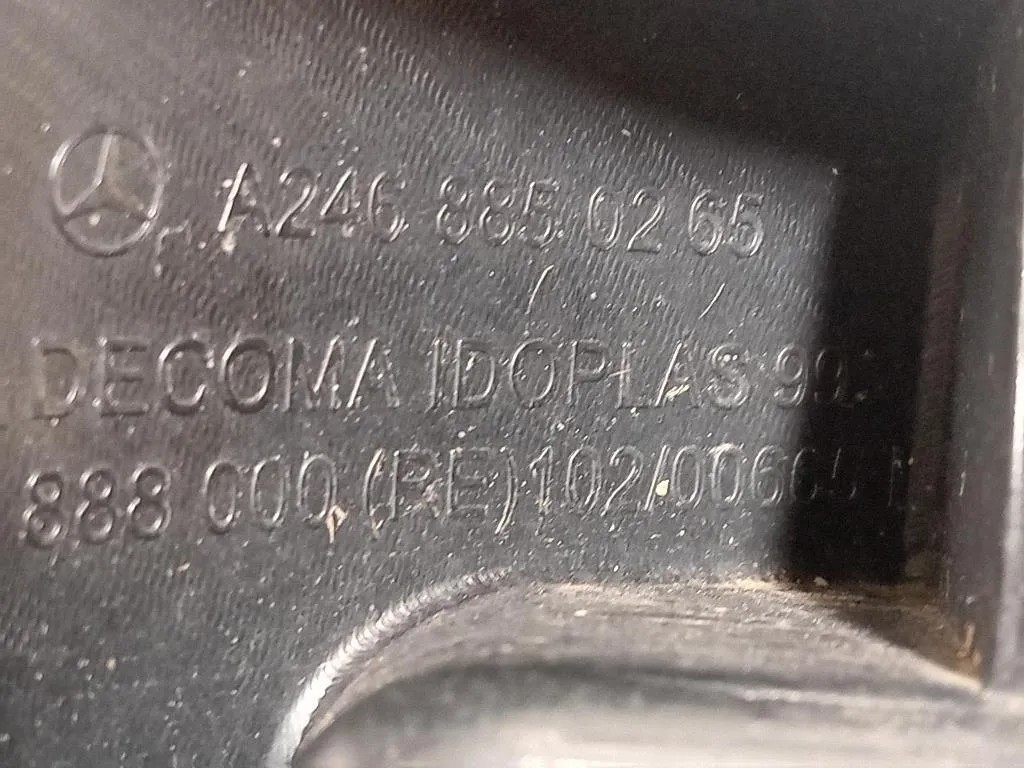 A246 885 02 65
DECOMA IDOPLAS
888 000 (RE) 102/00665